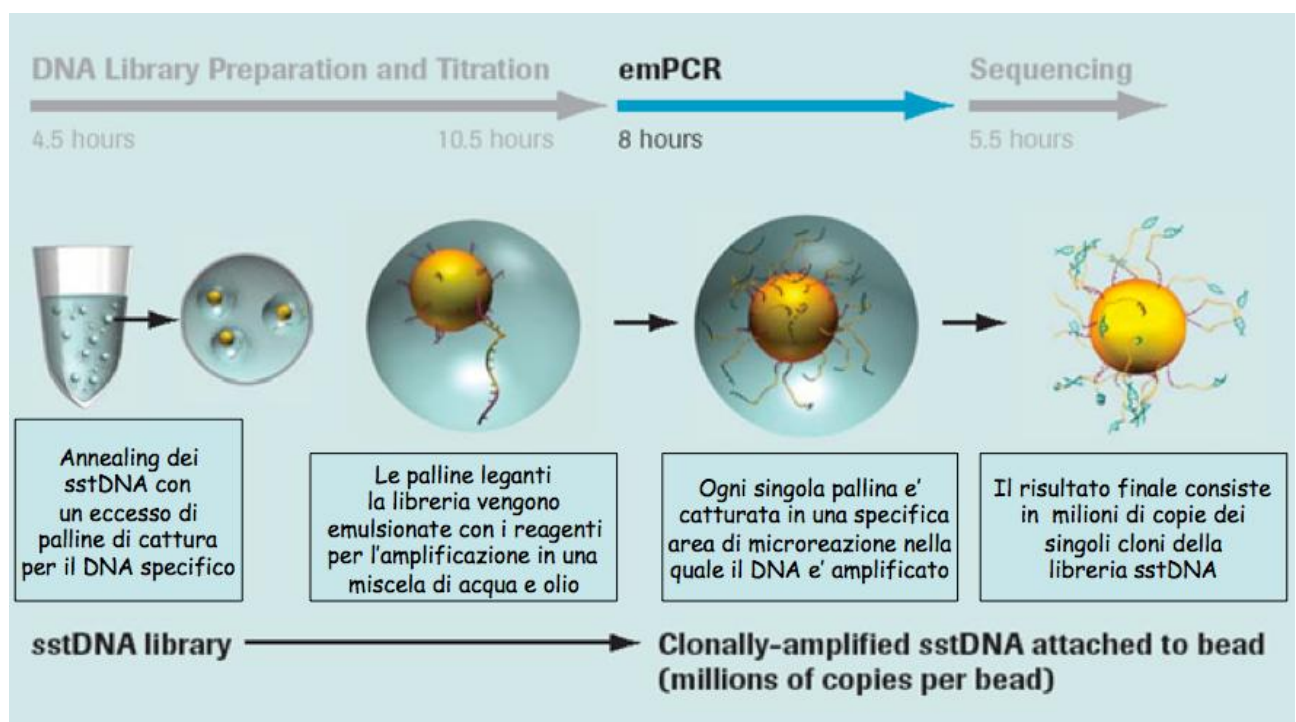 DNA Library Preparation and Titration
emPCR
Sequencing
4.5 hours
10.5 hours
8 hours
5.5 hours
Annealing dei
sstDNA con
un eccesso di
palline di cattura
per il DNA specifico
Le palline leganti
la libreria vengono
emulsionate con i reagenti
per l'amplificazione in una
miscela di acqua e olio
Ogni singola pallina e'
catturata in una specifica
area di microreazione nella
quale il DNA e' amplificato
Il risultato finale consiste
in milioni di copie dei
singoli cloni della
libreria sstDNA
sstDNA library
Clonally-amplified sstDNA attached to bead
(millions of copies per bead)